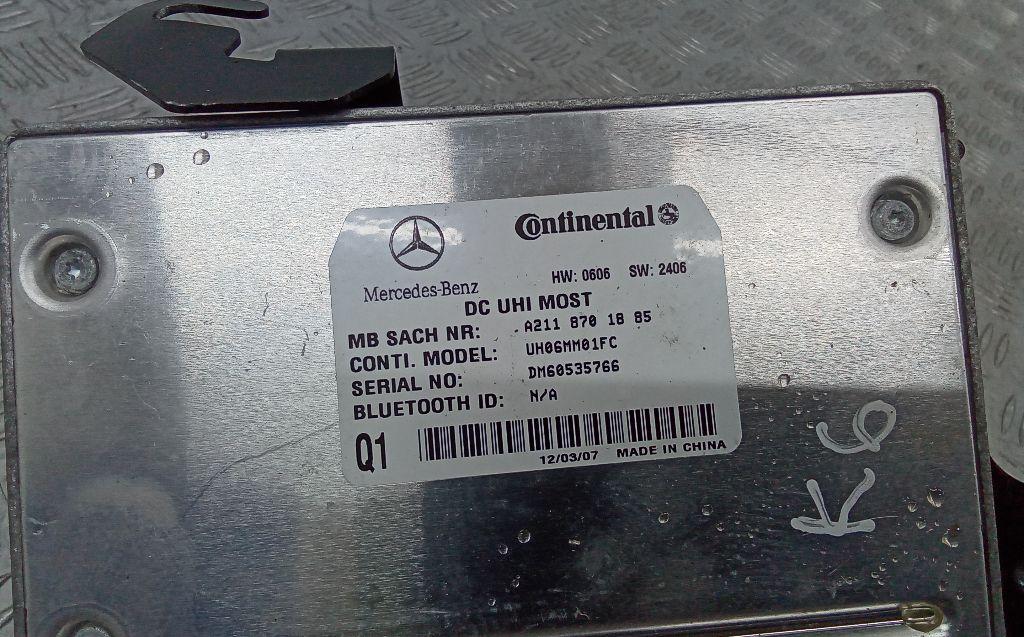 Continental
Mercedes-Benz
HW: 0606 SW: 2406
DC UHI MOST
MB SACH NR: A211 870 18 85
CONTI. MODEL: UH06MM01FC
SERIAL NO: DM60535766
BLUETOOTH ID: N/A
Q1
12/03/07 MADE IN CHINA